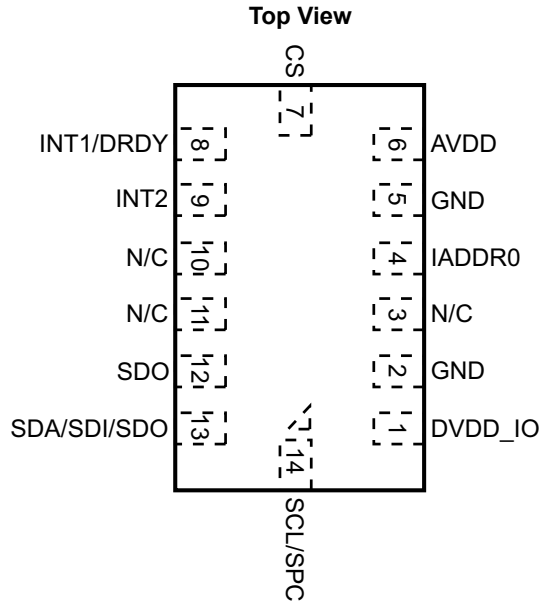 Top View
CS
7
INT1/DRDY 8 6 AVDD
INT2 9 5 GND
N/C 10 4 IADDR0
N/C 11 3 N/C
SDO 12 2 GND
SDA/SDI/SDO 13 1 DVDD_IO
14
SCL/SPC